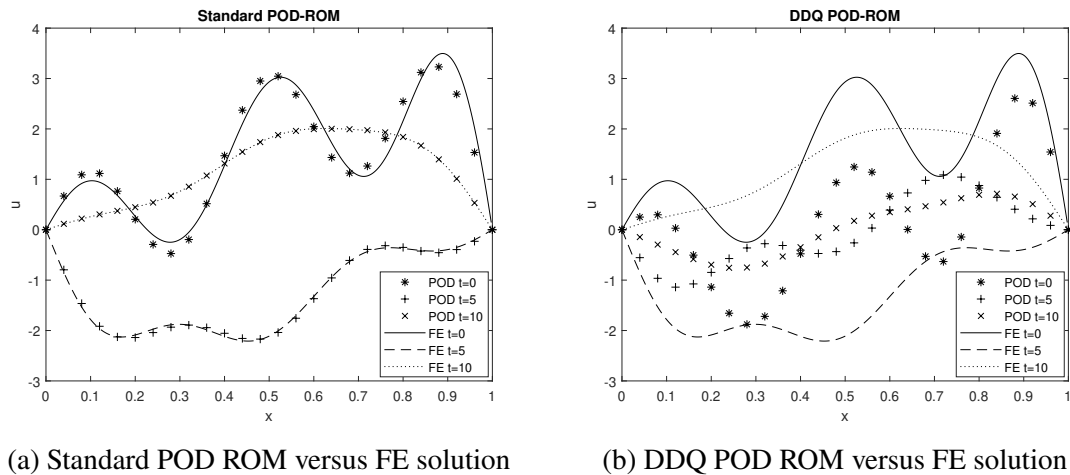 Standard POD-ROM
4
3
2
1
0
-1
-2
-3
u
0
0.1
0.2
0.3
0.4
0.5
0.6
0.7
0.8
0.9
1
x
POD t=0
POD t=5
POD t=10
FE t=0
FE t=5
FE t=10
(a) Standard POD ROM versus FE solution
DDQ POD-ROM
4
3
2
1
0
-1
-2
-3
u
0
0.1
0.2
0.3
0.4
0.5
0.6
0.7
0.8
0.9
1
x
POD t=0
POD t=5
POD t=10
FE t=0
FE t=5
FE t=10
(b) DDQ POD ROM versus FE solution